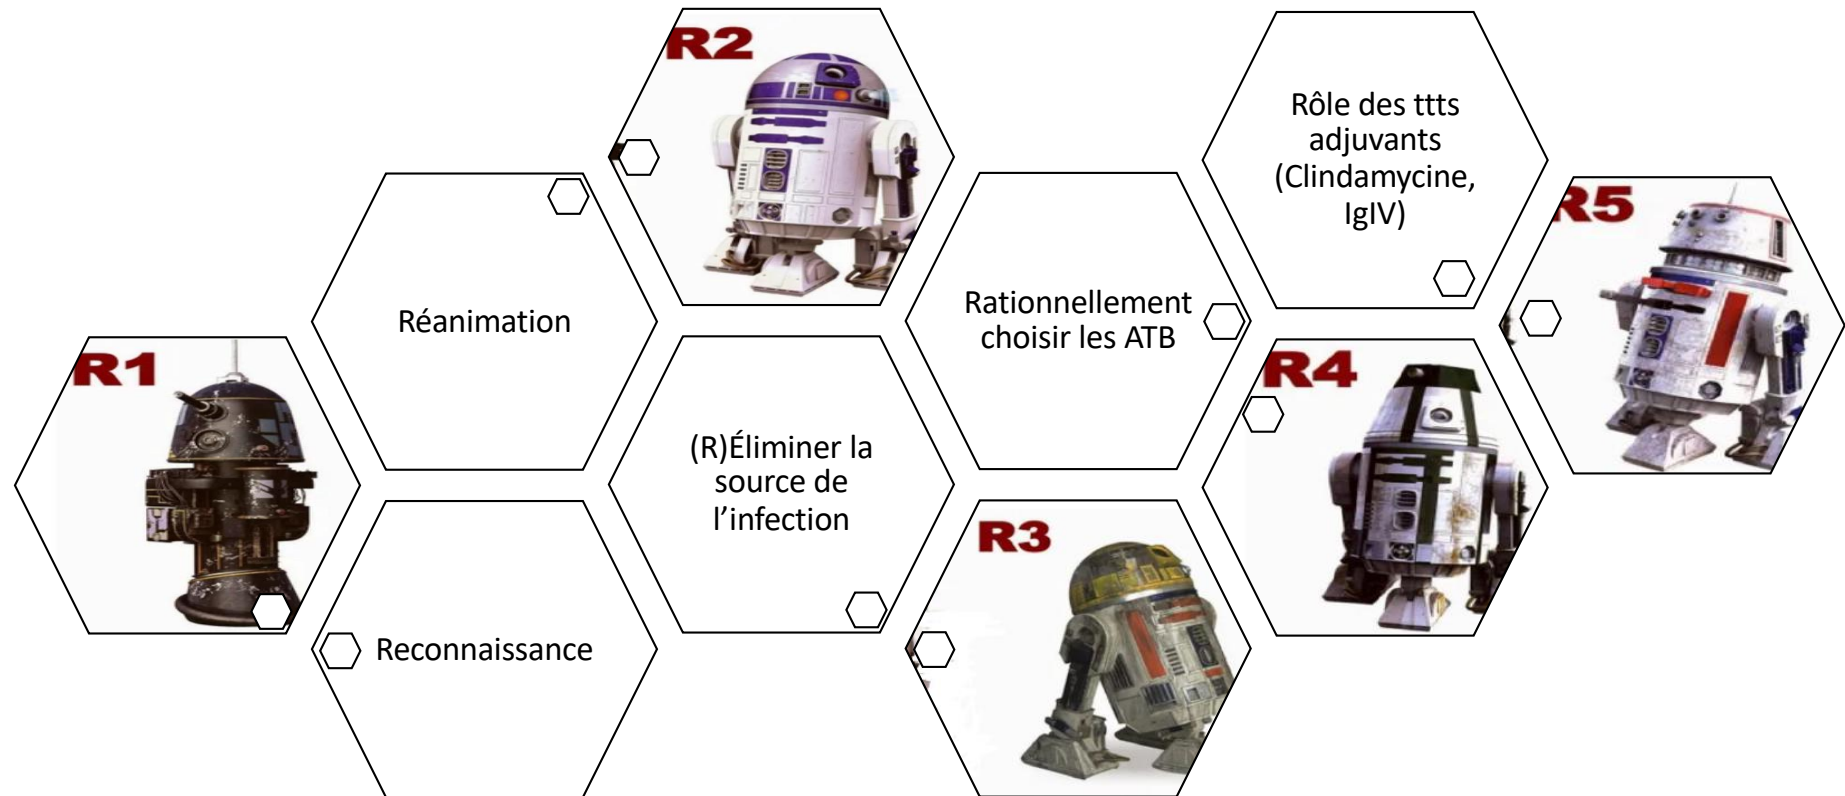 R1
Reconnaissance
R2
Réanimation
R3
(R)Éliminer la
source de
l’infection
R4
Rationnellement
choisir les ATB
R5
Rôle des ttts
adjuvants
(Clindamycine,
IgIV)